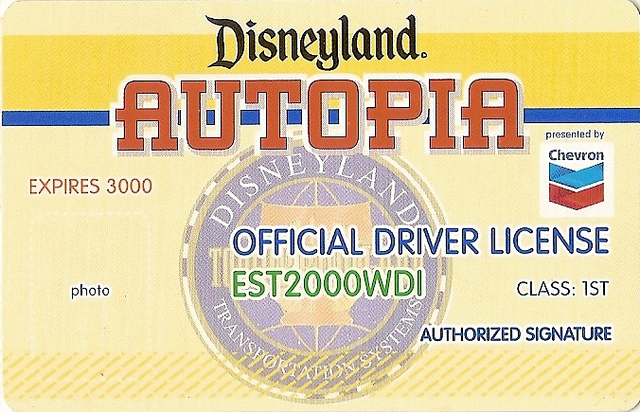 Disneyland®
AUTOPIA
presented by
Chevron
EXPIRES 3000
DISNEYLAND
OFFICIAL DRIVER LICENSE
EST2000WDI
photo
CLASS: 1ST
TRANSPORTATION SYSTEMS
AUTHORIZED SIGNATURE